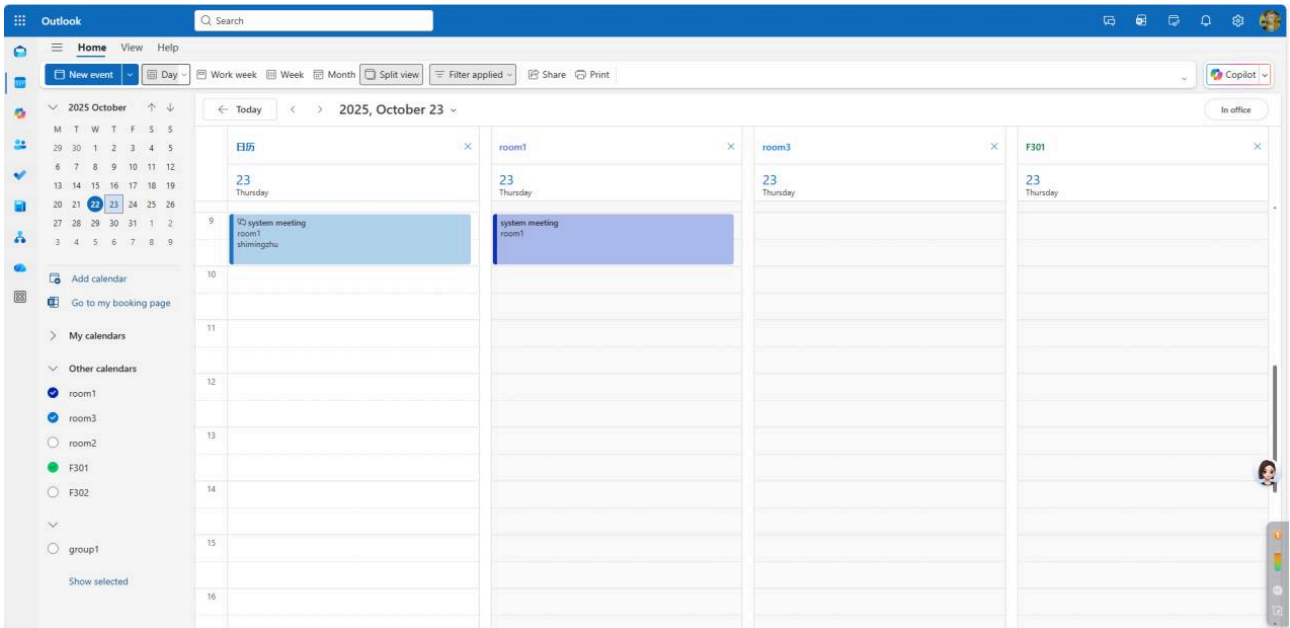 Outlook
Search
Home View Help
New event Day Work week Week Month Split view Filter applied Share Print
Copilot
2025 October
M T W T F S S
29 30 1 2 3 4 5
6 7 8 9 10 11 12
13 14 15 16 17 18 19
20 21 22 23 24 25 26
27 28 29 30 31 1 2
3 4 5 6 7 8 9
Add calendar
Go to my booking page
My calendars
Other calendars
room1
room3
room2
F301
F302
group1
Show selected
Today 2025, October 23
In office
日历 room1 room3 F301
23 23 23 23
Thursday Thursday Thursday Thursday
9
system meeting
room1
shimingzhu
system meeting
room1
10
11
12
13
14
15
16